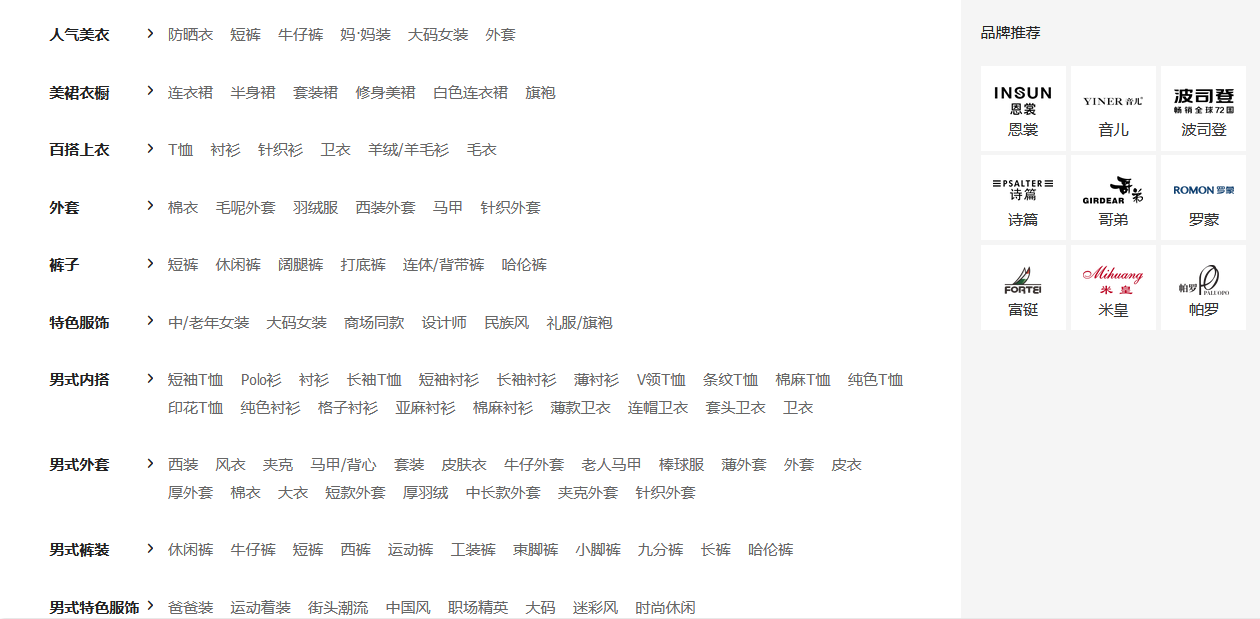 人气美衣 > 防晒衣 短裤 牛仔裤 妈·妈装 大码女装 外套
美裙衣橱 > 连衣裙 半身裙 套装裙 修身美裙 白色连衣裙 旗袍
百搭上衣 > T恤 衬衫 针织衫 卫衣 羊绒/羊毛衫 毛衣
外套 > 棉衣 毛呢外套 羽绒服 西装外套 马甲 针织外套
裤子 > 短裤 休闲裤 阔腿裤 打底裤 连体/背带裤 哈伦裤
特色服饰 > 中/老年女装 大码女装 商场同款 设计师 民族风 礼服/旗袍
男式内搭 > 短袖T恤 Polo衫 衬衫 长袖T恤 短袖衬衫 长袖衬衫 薄衬衫 V领T恤 条纹T恤 棉麻T恤 纯色T恤
印花T恤 纯色衬衫 格子衬衫 亚麻衬衫 棉麻衬衫 薄款卫衣 连帽卫衣 套头卫衣 卫衣
男式外套 > 西装 风衣 夹克 马甲/背心 套装 皮肤衣 牛仔外套 老人马甲 棒球服 薄外套 外套 皮衣
厚外套 棉衣 大衣 短款外套 厚羽绒 中长款外套 夹克外套 针织外套
男式裤装 > 休闲裤 牛仔裤 短裤 西裤 运动裤 工装裤 束脚裤 小脚裤 九分裤 长裤 哈伦裤
男式特色服饰 > 爸爸装 运动着装 街头潮流 中国风 职场精英 大码 迷彩风 时尚休闲
品牌推荐
INSUN
恩裳
恩裳
YINER 音儿
音儿
波司登
畅销全球72国
波司登
PSALTER
诗篇
诗篇
哥弟
GIRDEAR
哥弟
ROMON 罗蒙
罗蒙
FORTEI
富铤
Mihuang
米皇
米皇
帕罗
PALUOPO
帕罗